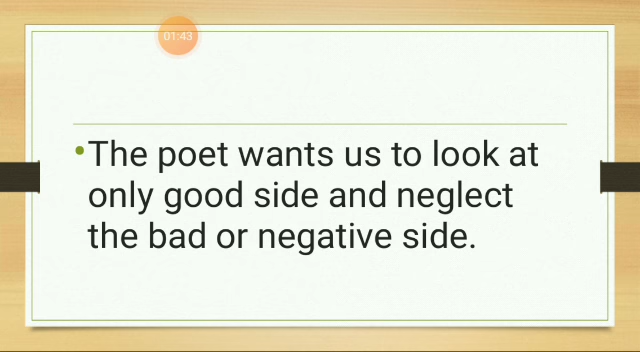 01:43
•The poet wants us to look at
only good side and neglect
the bad or negative side.